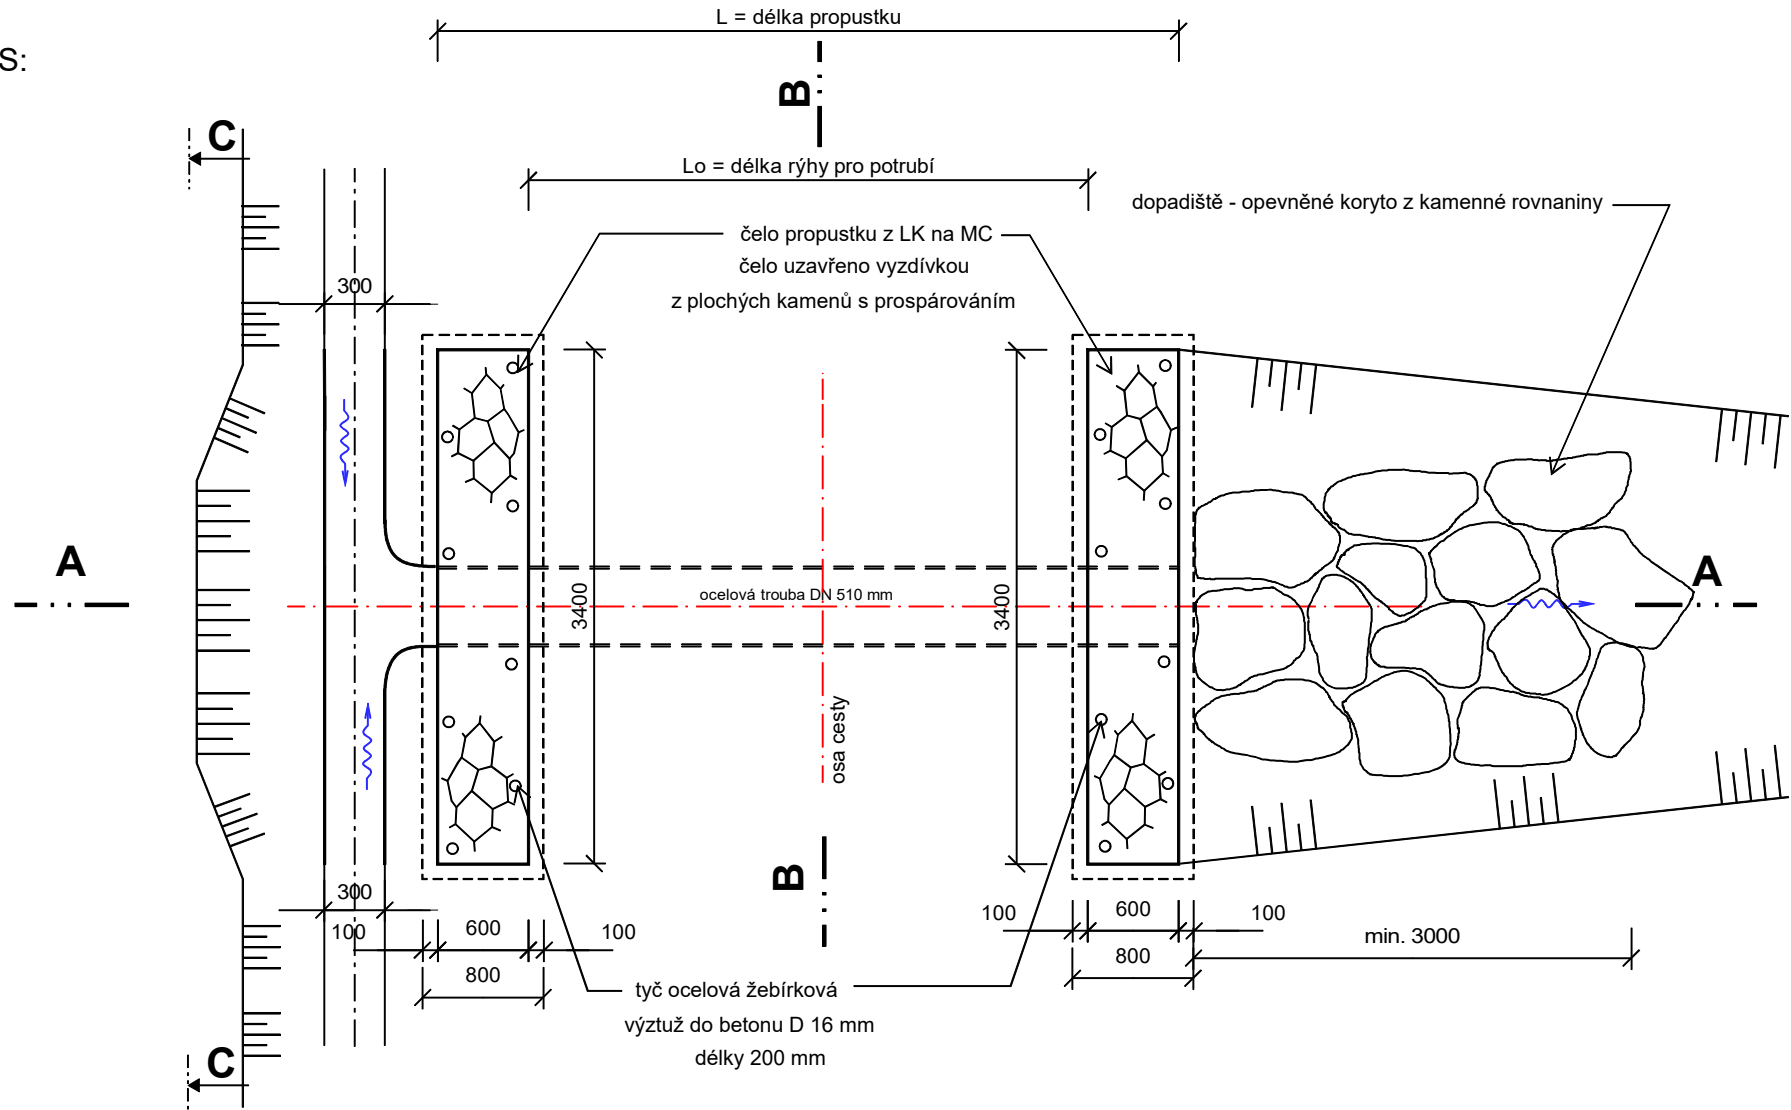 L = délka propustku
S:
B
C
Lo = délka rýhy pro potrubí
dopadiště - opevněné koryto z kamenné rovnaniny
čelo propustku z LK na MC
čelo uzavřeno vyzdívkou
z plochých kamenů s prospárováním
300
A
A
ocelová trouba DN 510 mm
3400
3400
osa cesty
B
300
100
600
100
800
100
600
100
800
min. 3000
tyč ocelová žebírková
výztuž do betonu D 16 mm
délky 200 mm
C